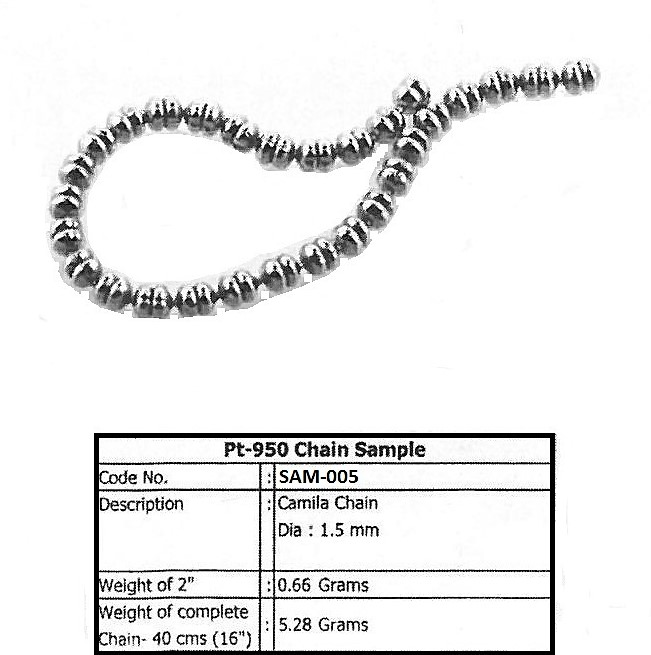 Pt-950 Chain Sample
Code No. : SAM-005
Description : Camila Chain
Dia : 1.5 mm
Weight of 2" : 0.66 Grams
Weight of complete
Chain- 40 cms (16") : 5.28 Grams